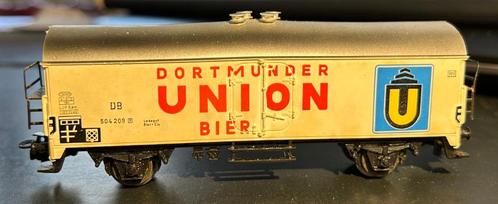 DORTMUNDER
UNION
BIER
DB
504 209
U